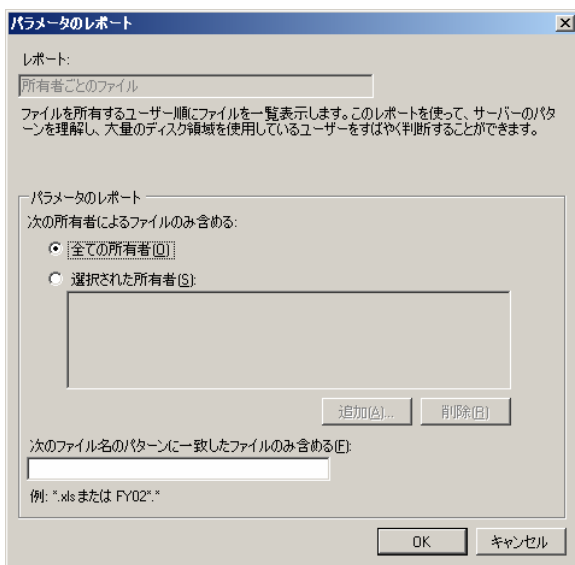 パラメータのレポート
レポート:
所有者ごとのファイル
ファイルを所有するユーザー順にファイルを一覧表示します。このレポートを使って、サーバーのパタ
ーンを理解し、大量のディスク領域を使用しているユーザーをすばやく判断することができます。
パラメータのレポート
次の所有者によるファイルのみ含める:
全ての所有者(O)
選択された所有者(S):
追加(A)... 削除(R)
次のファイル名のパターンに一致したファイルのみ含める(F):
例: *.xls または FY02*.*
OK キャンセル